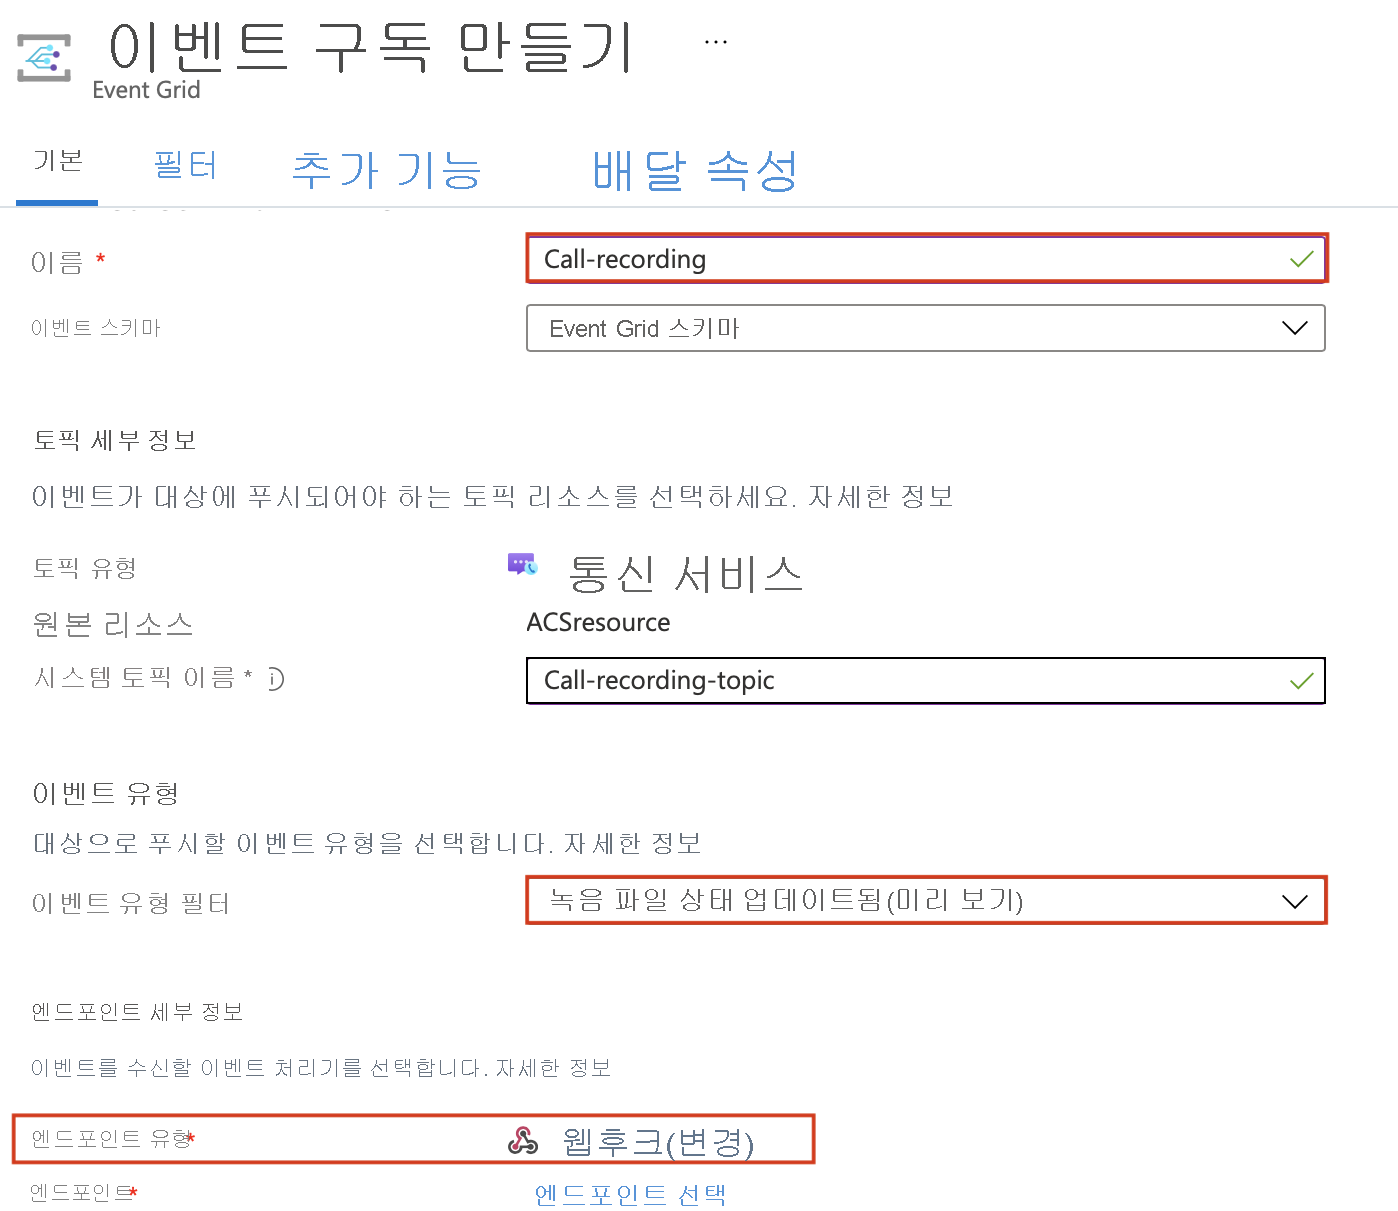 이벤트 구독 만들기 ...
Event Grid
기본 필터 추가 기능 배달 속성
이름 * Call-recording
이벤트 스키마 Event Grid 스키마
토픽 세부 정보
이벤트가 대상에 푸시되어야 하는 토픽 리소스를 선택하세요. 자세한 정보
토픽 유형 통신 서비스
원본 리소스 ACSresource
시스템 토픽 이름 * Call-recording-topic
이벤트 유형
대상으로 푸시할 이벤트 유형을 선택합니다. 자세한 정보
이벤트 유형 필터 녹음 파일 상태 업데이트됨(미리 보기)
엔드포인트 세부 정보
이벤트를 수신할 이벤트 처리기를 선택합니다. 자세한 정보
엔드포인트 유형* 웹후크(변경)
엔드포인트* 엔드포인트 선택